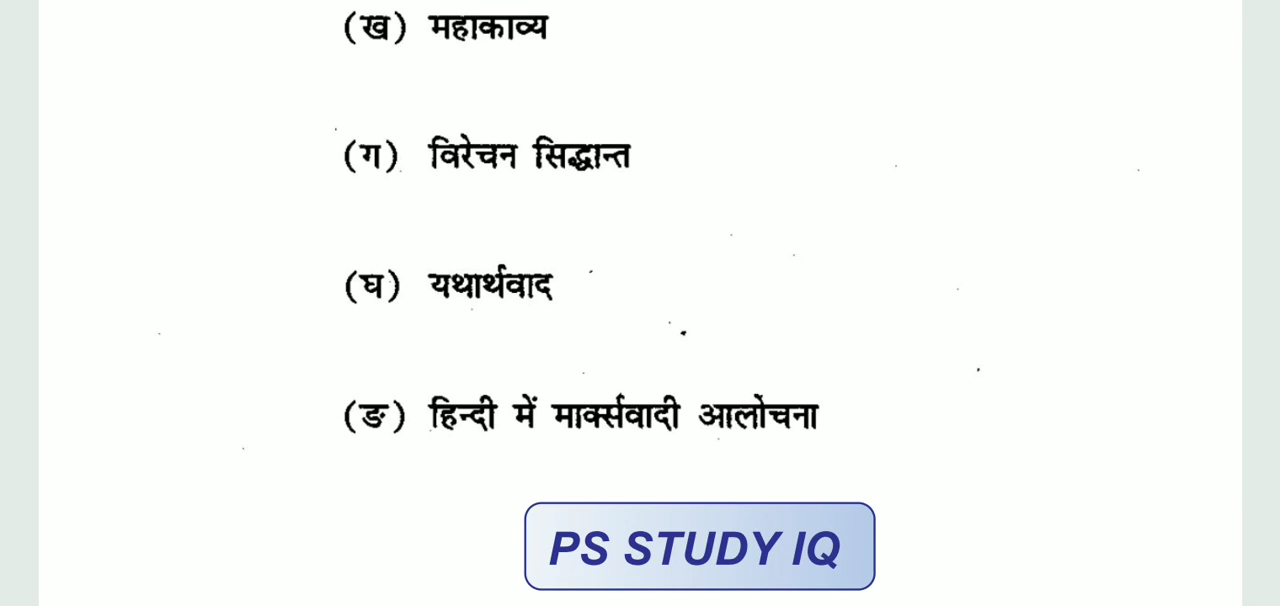 (ख) महाकाव्य
(ग) विरेचन सिद्धान्त
(घ) यथार्थवाद
(ङ) हिन्दी में मार्क्सवादी आलोचना
PS STUDY IQ